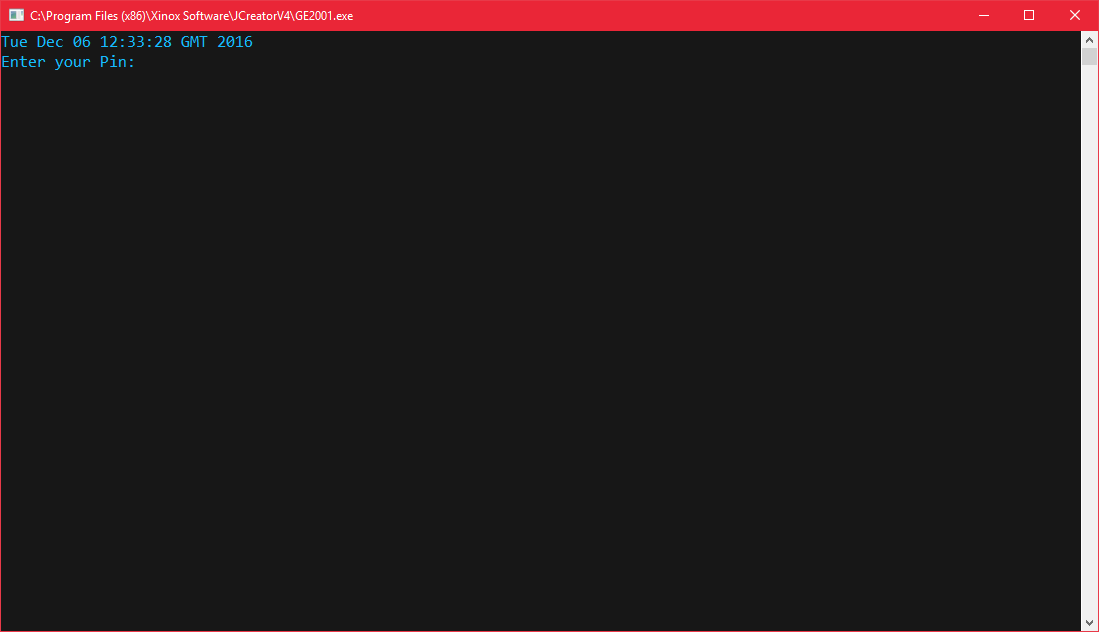 C:\Program Files (x86)\Xinox Software\JCreatorV4\GE2001.exe
Tue Dec 06 12:33:28 GMT 2016
Enter your Pin: